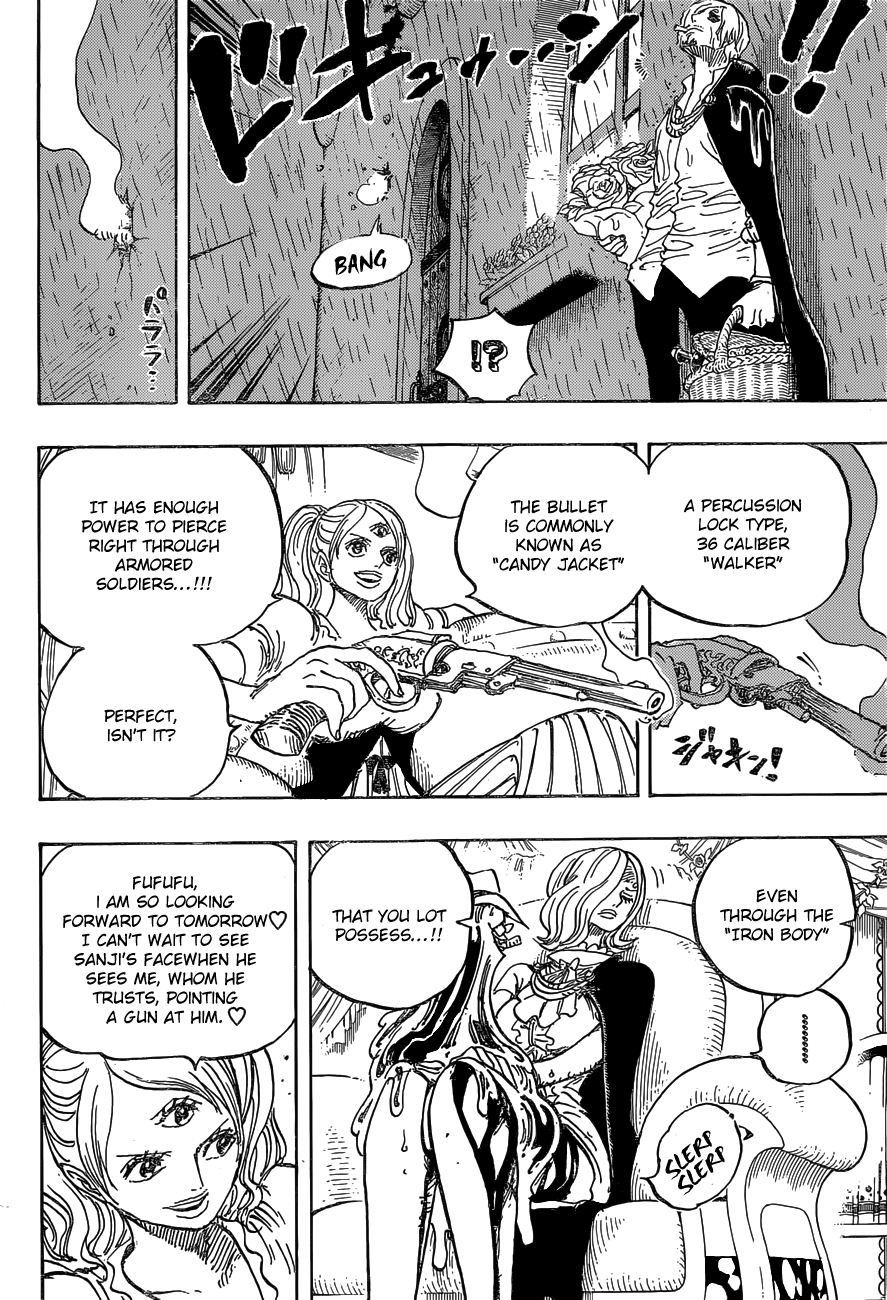 ドキュゥーン!!
BANG
!?
パララ…
A PERCUSSION
LOCK TYPE,
36 CALIBER
"WALKER"
ジャキン!
THE BULLET
IS COMMONLY
KNOWN AS
"CANDY JACKET"
IT HAS ENOUGH
POWER TO PIERCE
RIGHT THROUGH
ARMORED
SOLDIERS...!!!
PERFECT,
ISN'T IT?
EVEN
THROUGH THE
"IRON BODY"
.........
SLERP
SLERP
THAT YOU LOT
POSSESS...!!
FUFUFU,
I AM SO LOOKING
FORWARD TO TOMORROW♡
I CAN'T WAIT TO SEE
SANJI'S FACEWHEN HE
SEES ME, WHOM HE
TRUSTS, POINTING
A GUN AT HIM. ♡